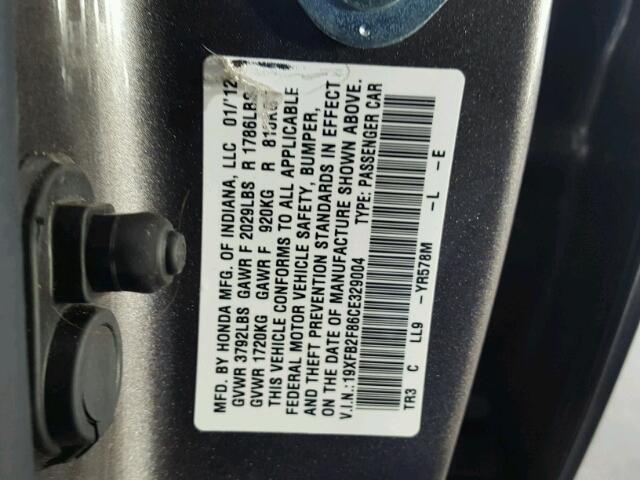 MFD. BY HONDA MFG. OF INDIANA, LLC 01/'12
GVWR 3792LBS GAWR F 2029LBS R 1786LBS
GVWR 1720KG GAWR F 920KG R 810KG
THIS VEHICLE CONFORMS TO ALL APPLICABLE
FEDERAL MOTOR VEHICLE SAFETY, BUMPER,
AND THEFT PREVENTION STANDARDS IN EFFECT
ON THE DATE OF MANUFACTURE SHOWN ABOVE.
V.I.N.:19XFB2F86CE329004 TYPE: PASSENGER CAR
TR3 C LL9 -YR578M -L -E